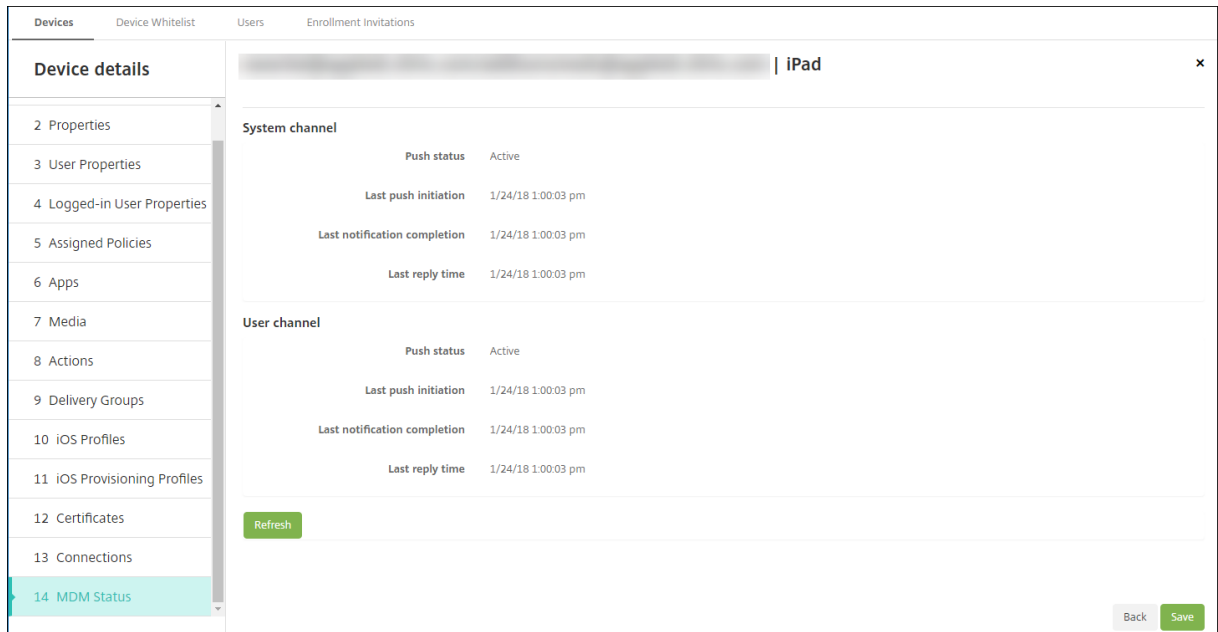 Devices Device Whitelist Users Enrollment Invitations
Device details
| iPad
×
2 Properties
3 User Properties
4 Logged-in User Properties
5 Assigned Policies
6 Apps
7 Media
8 Actions
9 Delivery Groups
10 iOS Profiles
11 iOS Provisioning Profiles
12 Certificates
13 Connections
14 MDM Status
System channel
Push status Active
Last push initiation 1/24/18 1:00:03 pm
Last notification completion 1/24/18 1:00:03 pm
Last reply time 1/24/18 1:00:03 pm
User channel
Push status Active
Last push initiation 1/24/18 1:00:03 pm
Last notification completion 1/24/18 1:00:03 pm
Last reply time 1/24/18 1:00:03 pm
Refresh
Back Save